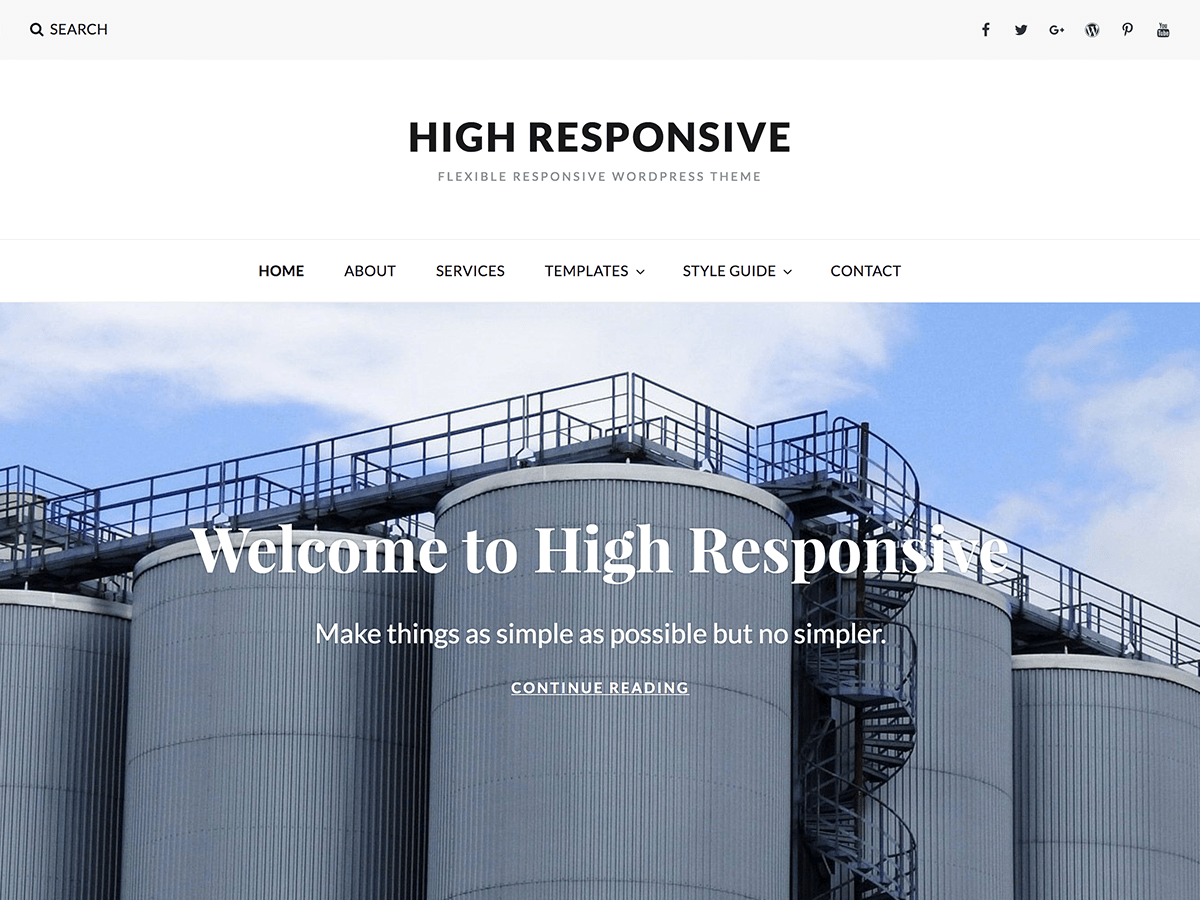 SEARCH
HIGH RESPONSIVE
FLEXIBLE RESPONSIVE WORDPRESS THEME
HOME ABOUT SERVICES TEMPLATES STYLE GUIDE CONTACT
Welcome to High Responsive
Make things as simple as possible but no simpler.
CONTINUE READING